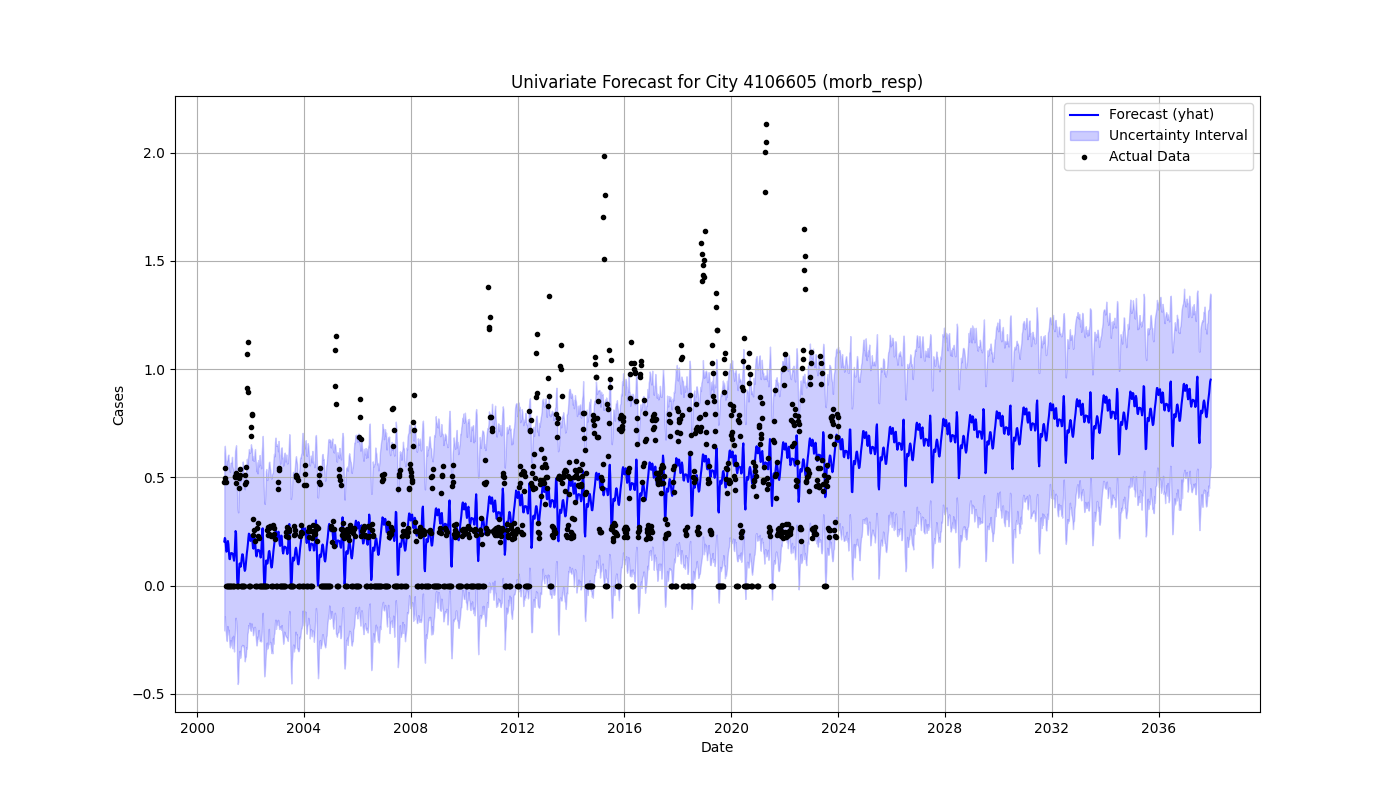 Univariate Forecast for City 4106605 (morb_resp)
Forecast (yhat)
Uncertainty Interval
Actual Data
Cases
2.0
1.5
1.0
0.5
0.0
−0.5
2000 2004 2008 2012 2016 2020 2024 2028 2032 2036
Date